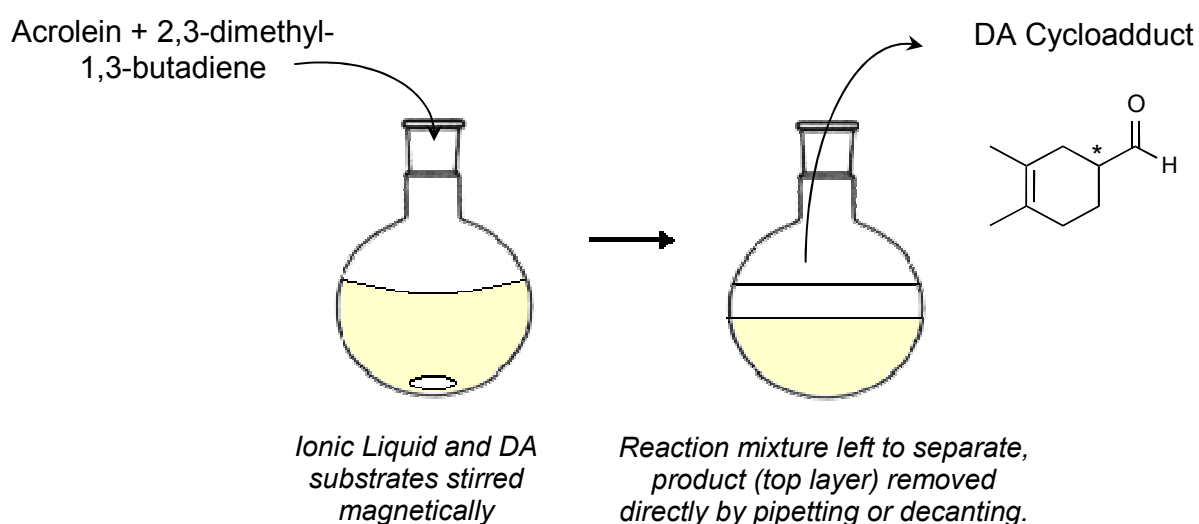 Acrolein + 2,3-dimethyl-
1,3-butadiene
DA Cycloadduct
O
*
H
Ionic Liquid and DA
substrates stirred
magnetically
Reaction mixture left to separate,
product (top layer) removed
directly by pipetting or decanting.